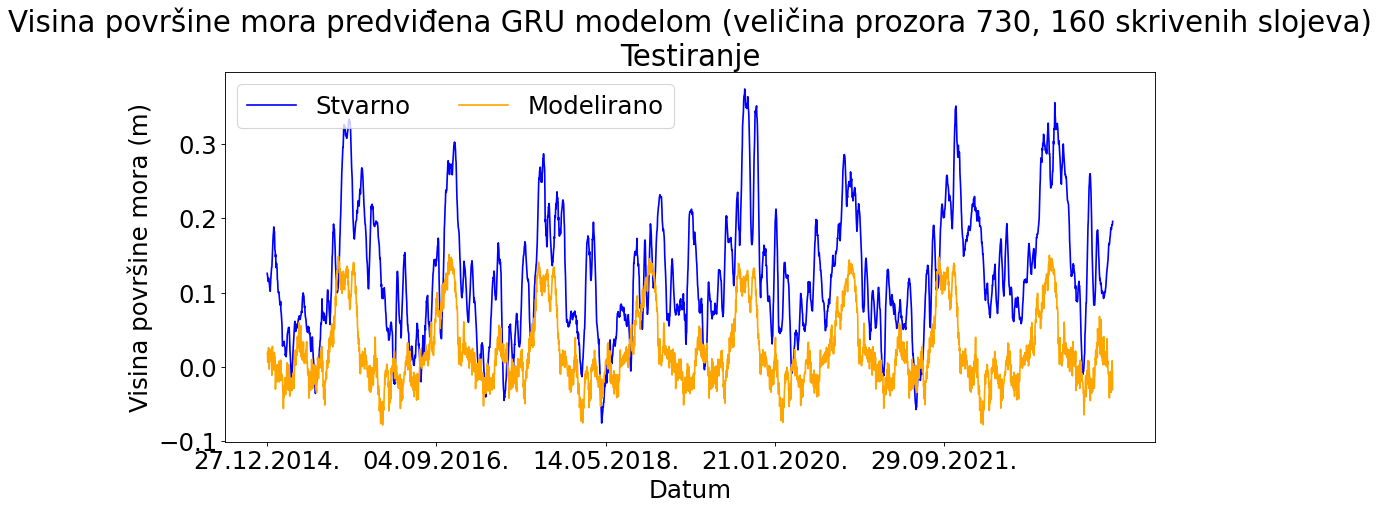 Visina površine mora predviđena GRU modelom (veličina prozora 730, 160 skrivenih slojeva)
Testiranje
Stvarno
Modelirano
Visina površine mora (m)
0.3
0.2
0.1
0.0
−0.1
27.12.2014.
04.09.2016.
14.05.2018.
21.01.2020.
29.09.2021.
Datum